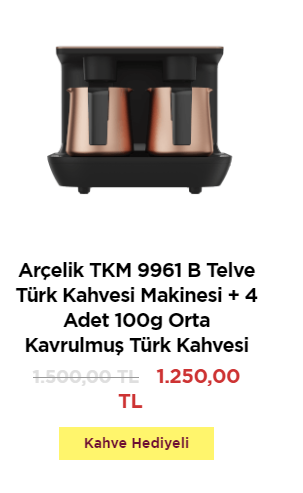 Arçelik TKM 9961 B Telve
Türk Kahvesi Makinesi + 4
Adet 100g Orta
Kavrulmuş Türk Kahvesi
1.500,00 TL 1.250,00
TL
Kahve Hediyeli